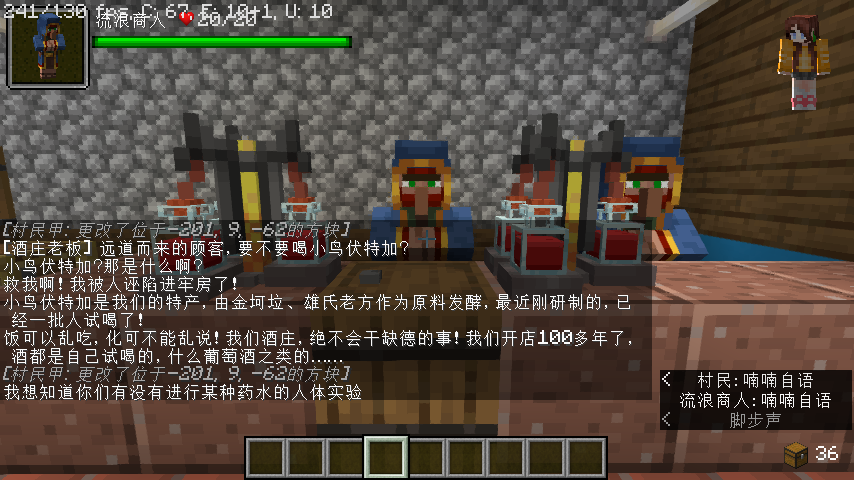 241/130 fps, C: 67, E: 10+1, U: 10
流浪商人 20/20
[村民甲: 更改了位于-201, 9, -62的方块]
[酒庄老板] 远道而来的顾客,要不要喝小鸟伏特加?
小鸟伏特加?那是什么啊?
救我啊! 我被人诬陷进牢房了!
小鸟伏特加是我们的特产, 由金坷垃、雄氏老方作为原料发酵, 最近刚研制的, 已
经一批人试喝了!
饭可以乱吃, 化可不能乱说! 我们酒庄, 绝不会干缺德的事! 我们开店100多年了,
酒都是自己试喝的, 什么葡萄酒之类的……
[村民甲: 更改了位于-201, 9, -62的方块]
我想知道你们有没有进行某种药水的人体实验
< 村民: 喃喃自语
流浪商人: 喃喃自语
< 脚步声
36